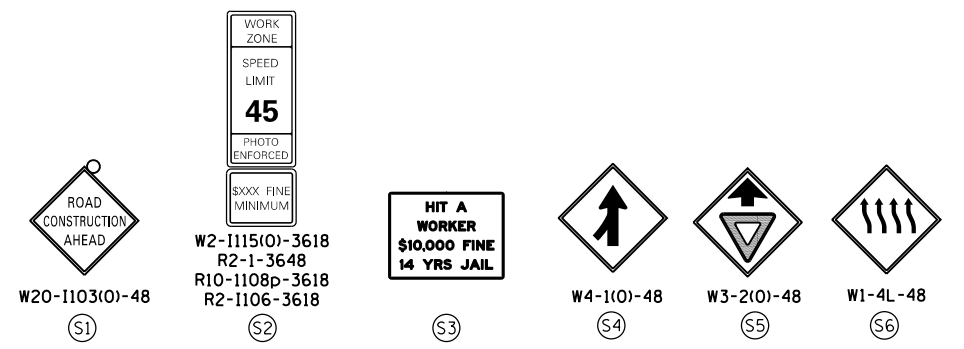 ROAD
CONSTRUCTION
AHEAD
W20-I103(O)-48
S1
WORK
ZONE
SPEED
LIMIT
45
PHOTO
ENFORCED
$XXX FINE
MINIMUM
W2-I115(O)-3618
R2-1-3648
R10-I108p-3618
R2-I106-3618
S2
HIT A
WORKER
$10,000 FINE
14 YRS JAIL
S3
W4-1(O)-48
S4
W3-2(O)-48
S5
W1-4L-48
S6